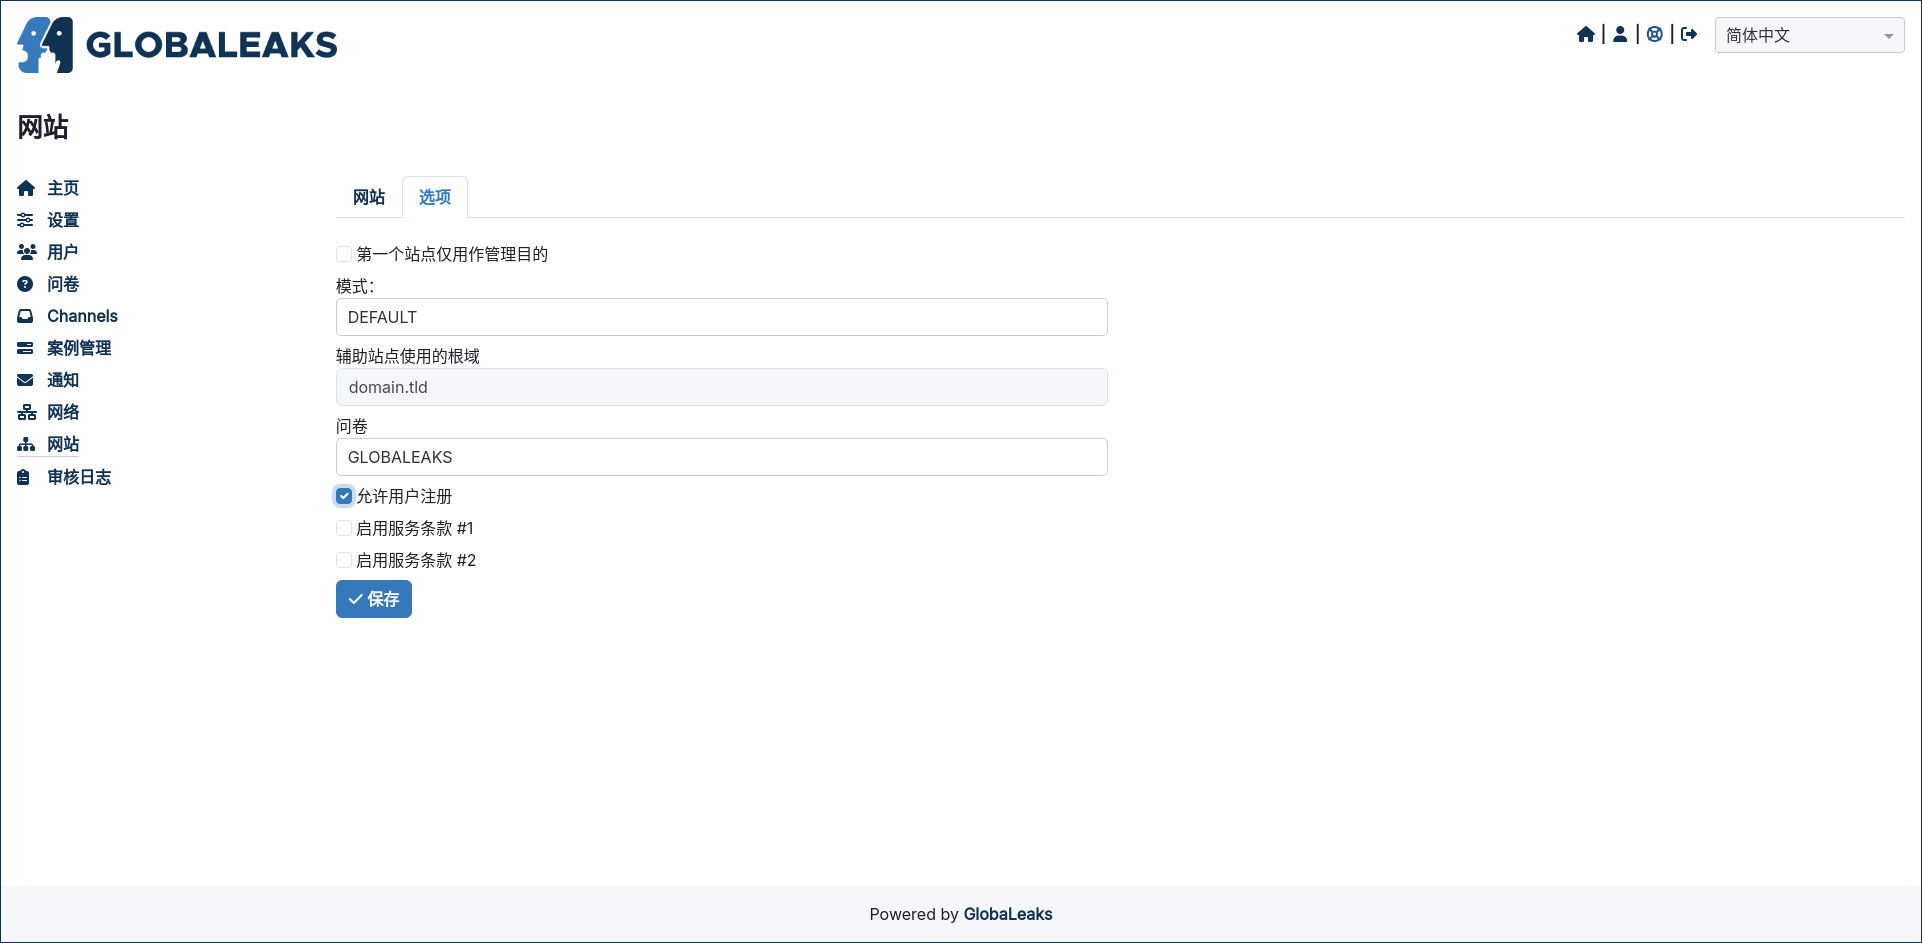 GLOBALEAKS
简体中文
网站
主页
设置
用户
问卷
Channels
案例管理
通知
网络
网站
审核日志
网站
选项
第一个站点仅用作管理目的
模式：
DEFAULT
辅助站点使用的根域
domain.tld
问卷
GLOBALEAKS
允许用户注册
启用服务条款 #1
启用服务条款 #2
保存
Powered by GlobaLeaks